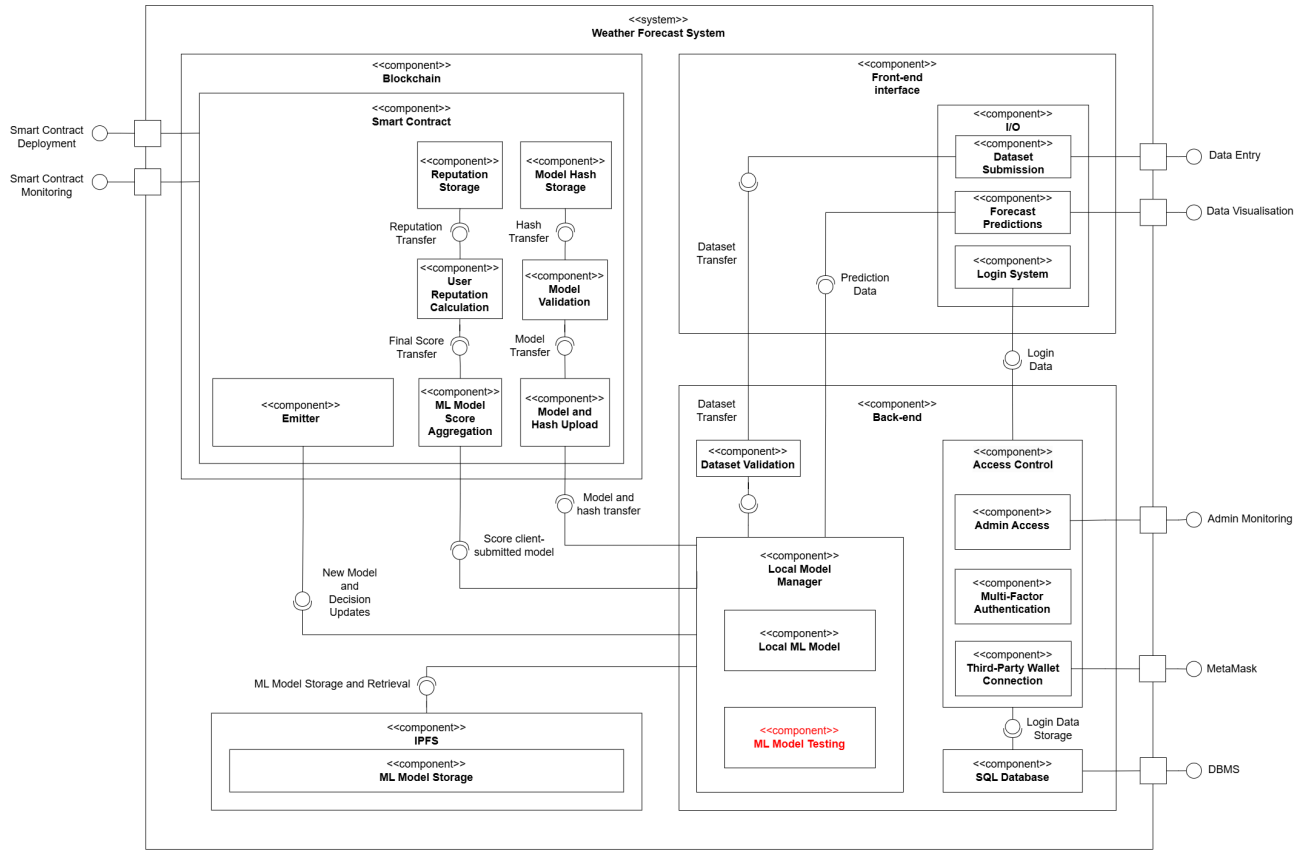 <<system>>
Weather Forecast System
<<component>>
Blockchain
<<component>>
Smart Contract
Smart Contract
Deployment
Smart Contract
Monitoring
<<component>>
Reputation
Storage
<<component>>
Model Hash
Storage
Reputation
Transfer
Hash
Transfer
<<component>>
User
Reputation
Calculation
<<component>>
Model
Validation
Final Score
Transfer
Model
Transfer
<<component>>
Emitter
<<component>>
ML Model
Score
Aggregation
<<component>>
Model and
Hash Upload
Model and
hash transfer
Score client-
submitted model
New Model
and
Decision
Updates
ML Model Storage and Retrieval
<<component>>
IPFS
<<component>>
ML Model Storage
<<component>>
Front-end
interface
<<component>>
I/O
<<component>>
Dataset
Submission
<<component>>
Forecast
Predictions
<<component>>
Login System
Data Entry
Data Visualisation
Dataset
Transfer
Prediction
Data
Login
Data
<<component>>
Back-end
Dataset
Transfer
<<component>>
Dataset Validation
<<component>>
Local Model
Manager
<<component>>
Local ML Model
<<component>>
ML Model Testing
<<component>>
Access Control
<<component>>
Admin Access
<<component>>
Multi-Factor
Authentication
<<component>>
Third-Party Wallet
Connection
Login Data
Storage
<<component>>
SQL Database
Admin Monitoring
MetaMask
DBMS